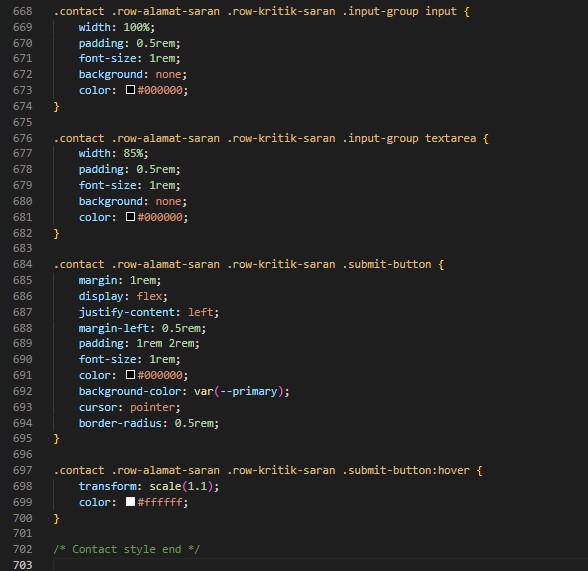 668 .contact .row-alamat-saran .row-kritik-saran .input-group input {
669     width: 100%;
670     padding: 0.5rem;
671     font-size: 1rem;
672     background: none;
673     color: #000000;
674 }
675
676 .contact .row-alamat-saran .row-kritik-saran .input-group textarea {
677     width: 85%;
678     padding: 0.5rem;
679     font-size: 1rem;
680     background: none;
681     color: #000000;
682 }
683
684 .contact .row-alamat-saran .row-kritik-saran .submit-button {
685     margin: 1rem;
686     display: flex;
687     justify-content: left;
688     margin-left: 0.5rem;
689     padding: 1rem 2rem;
690     font-size: 1rem;
691     color: #000000;
692     background-color: var(--primary);
693     cursor: pointer;
694     border-radius: 0.5rem;
695 }
696
697 .contact .row-alamat-saran .row-kritik-saran .submit-button:hover {
698     transform: scale(1.1);
699     color: #ffffff;
700 }
701
702 /* Contact style end */
703